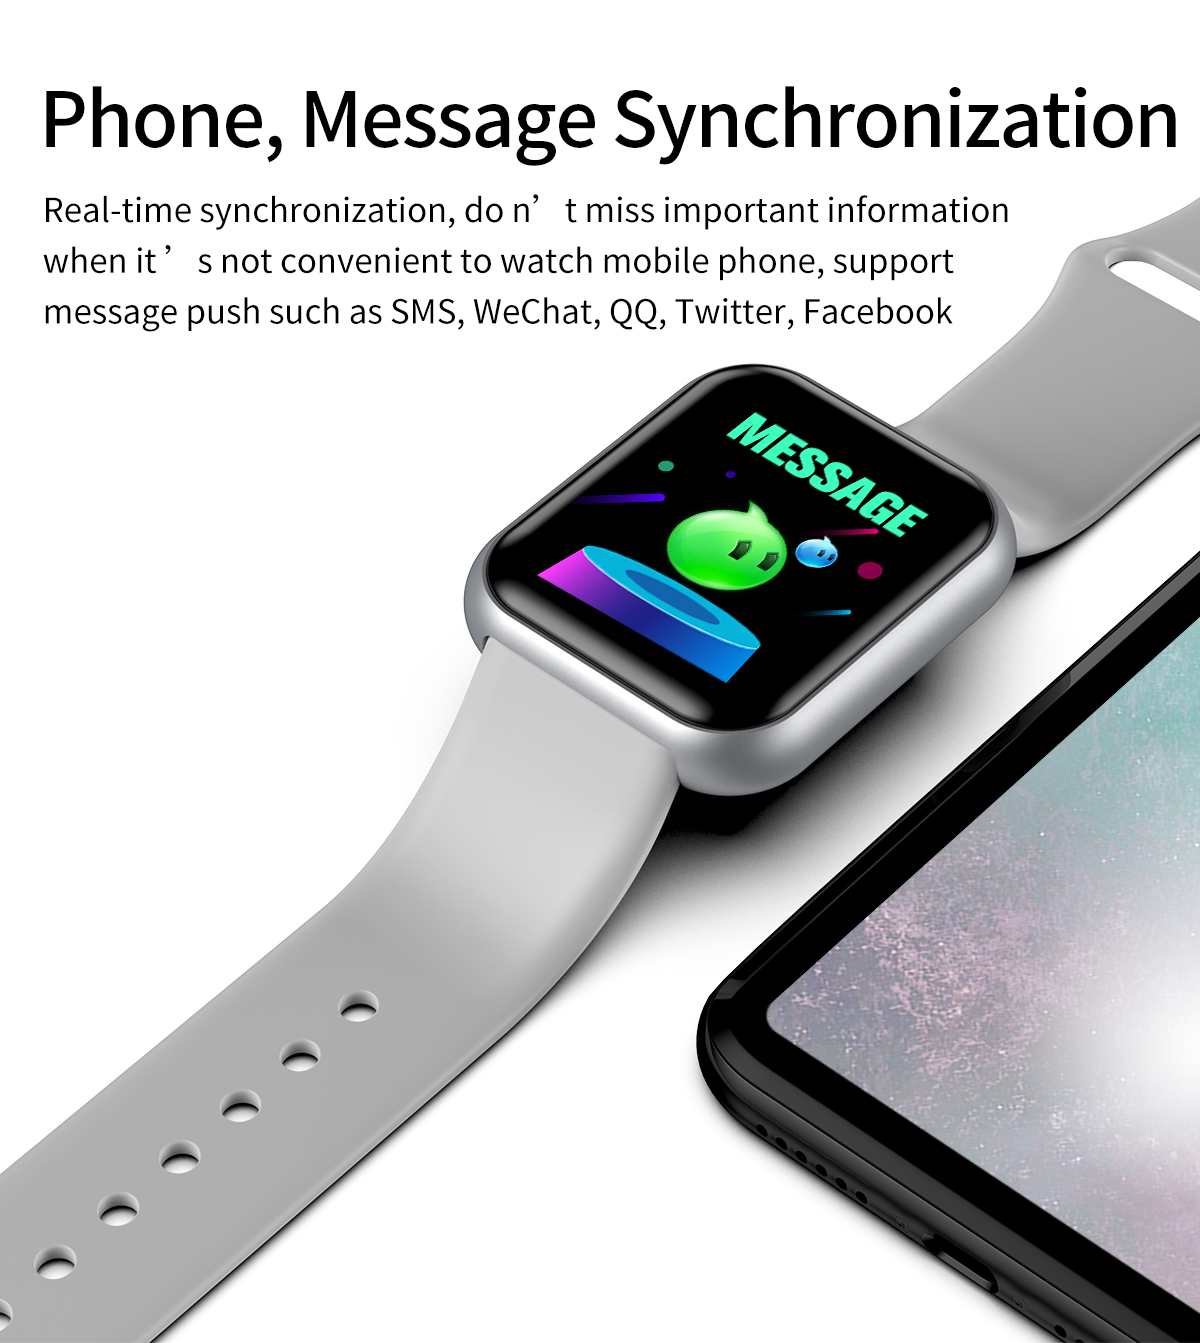 Phone, Message Synchronization
Real-time synchronization, do n’ t miss important information
when it ’ s not convenient to watch mobile phone, support
message push such as SMS, WeChat, QQ, Twitter, Facebook
MESSAGE